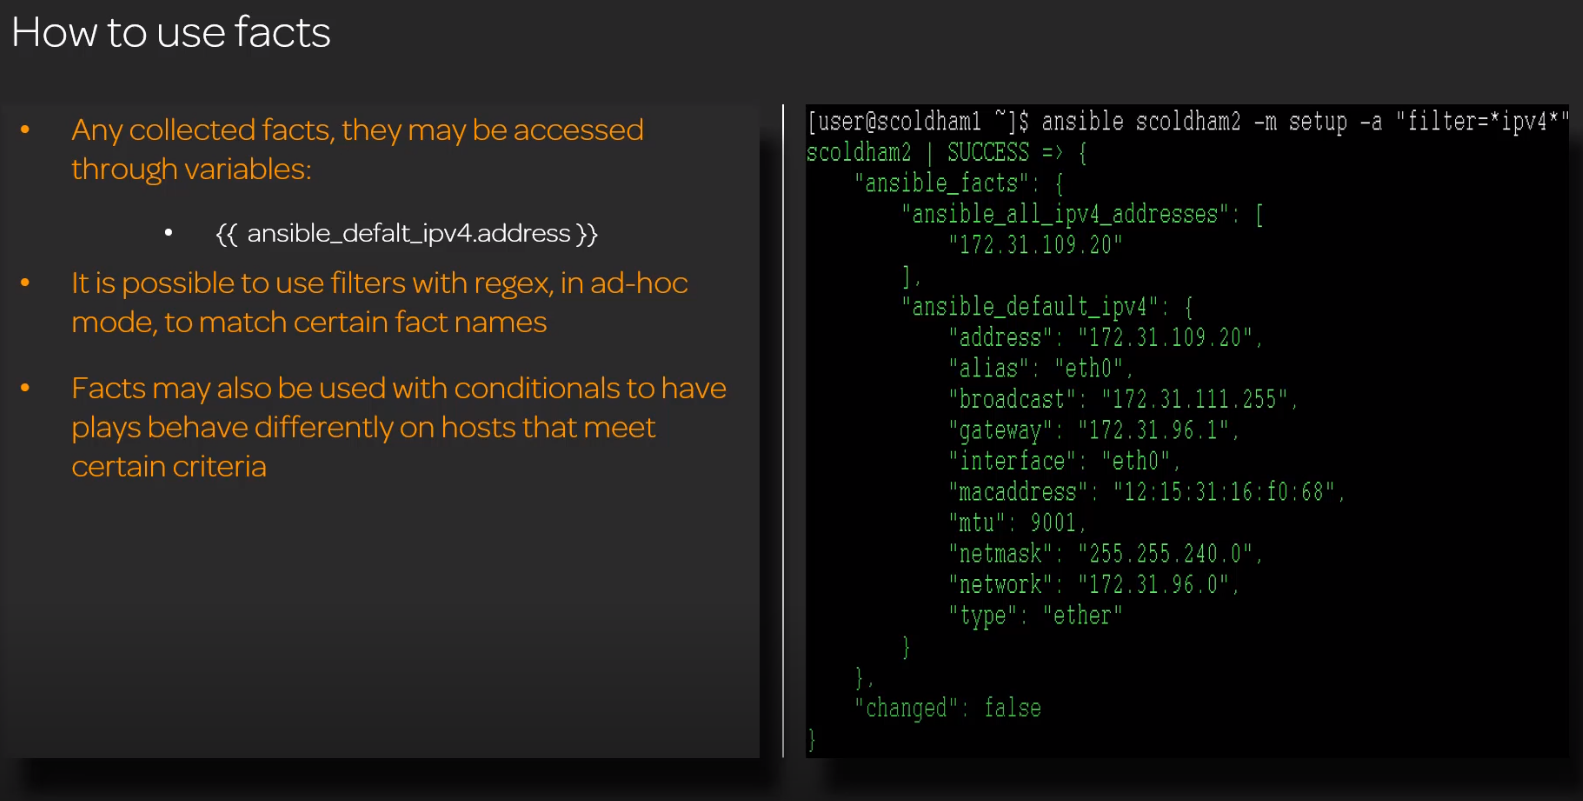 How to use facts
• Any collected facts, they may be accessed
through variables:
• {{ ansible_defalt_ipv4.address }}
• It is possible to use filters with regex, in ad-hoc
mode, to match certain fact names
• Facts may also be used with conditionals to have
plays behave differently on hosts that meet
certain criteria
[user@scoldham1 ~]$ ansible scoldham2 -m setup -a "filter=*ipv4*"
scoldham2 | SUCCESS => {
    "ansible_facts": {
        "ansible_all_ipv4_addresses": [
            "172.31.109.20"
        ],
        "ansible_default_ipv4": {
            "address": "172.31.109.20",
            "alias": "eth0",
            "broadcast": "172.31.111.255",
            "gateway": "172.31.96.1",
            "interface": "eth0",
            "macaddress": "12:15:31:16:f0:68",
            "mtu": 9001,
            "netmask": "255.255.240.0",
            "network": "172.31.96.0",
            "type": "ether"
        }
    },
    "changed": false
}